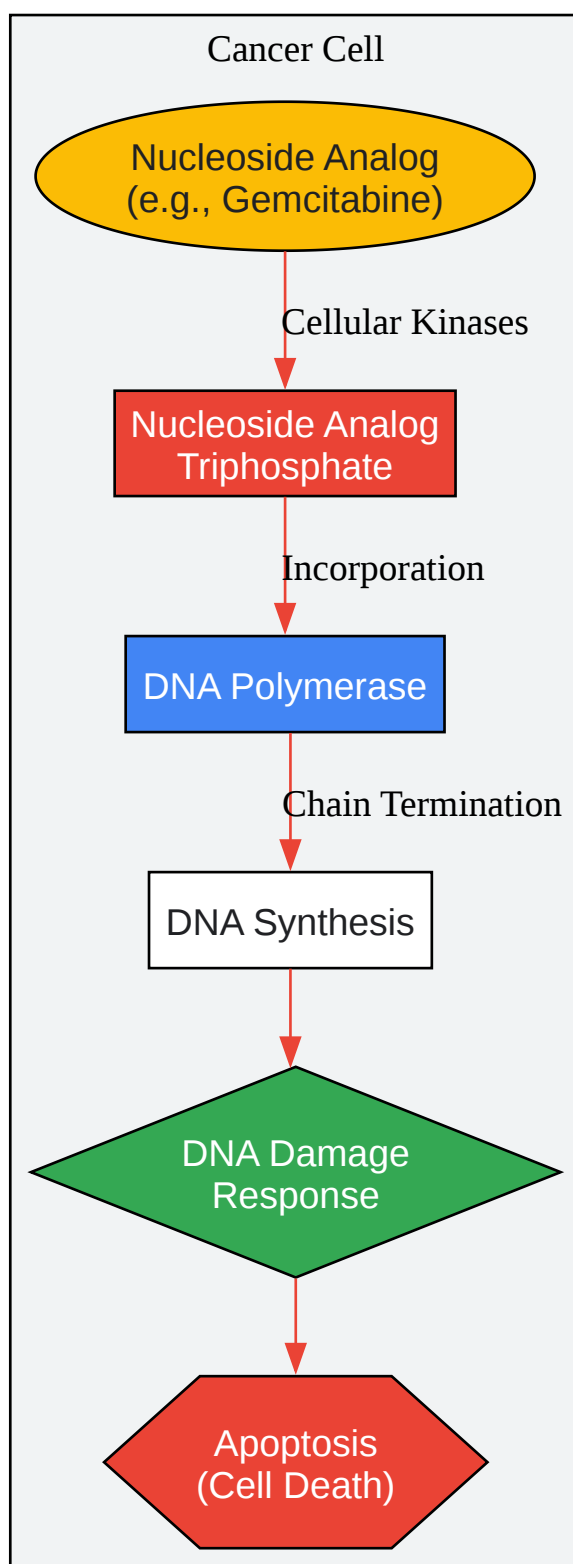 Cancer Cell
Nucleoside Analog
(e.g., Gemcitabine)
Cellular Kinases
Nucleoside Analog
Triphosphate
Incorporation
DNA Polymerase
Chain Termination
DNA Synthesis
DNA Damage
Response
Apoptosis
(Cell Death)